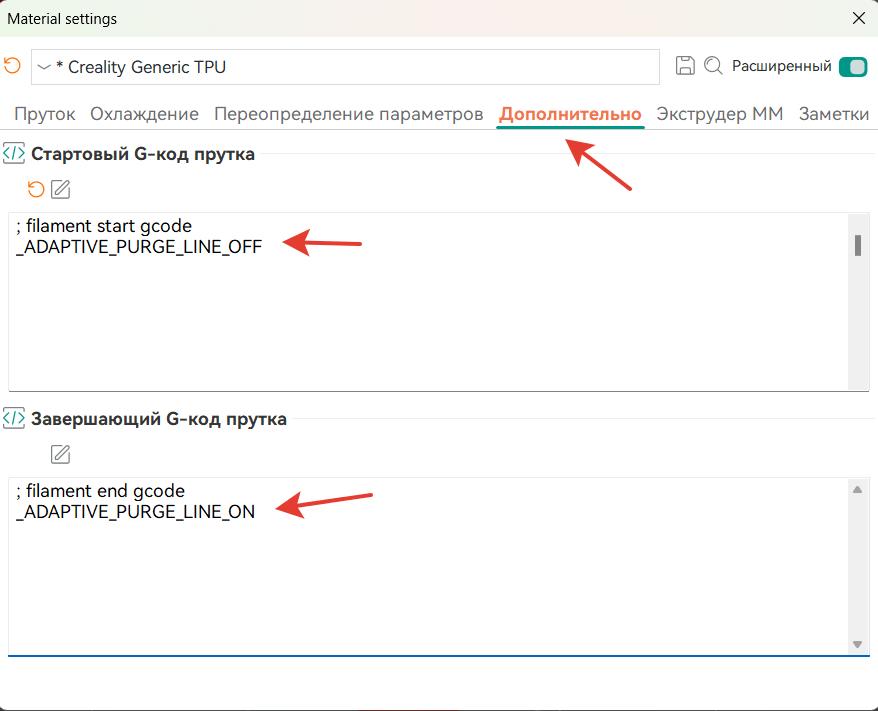 Material settings
* Creality Generic TPU
Расширенный
Пруток Охлаждение Переопределение параметров Дополнительно Экструдер ММ Заметки
</> Стартовый G-код прутка
; filament start gcode
_ADAPTIVE_PURGE_LINE_OFF
</> Завершающий G-код прутка
; filament end gcode
_ADAPTIVE_PURGE_LINE_ON